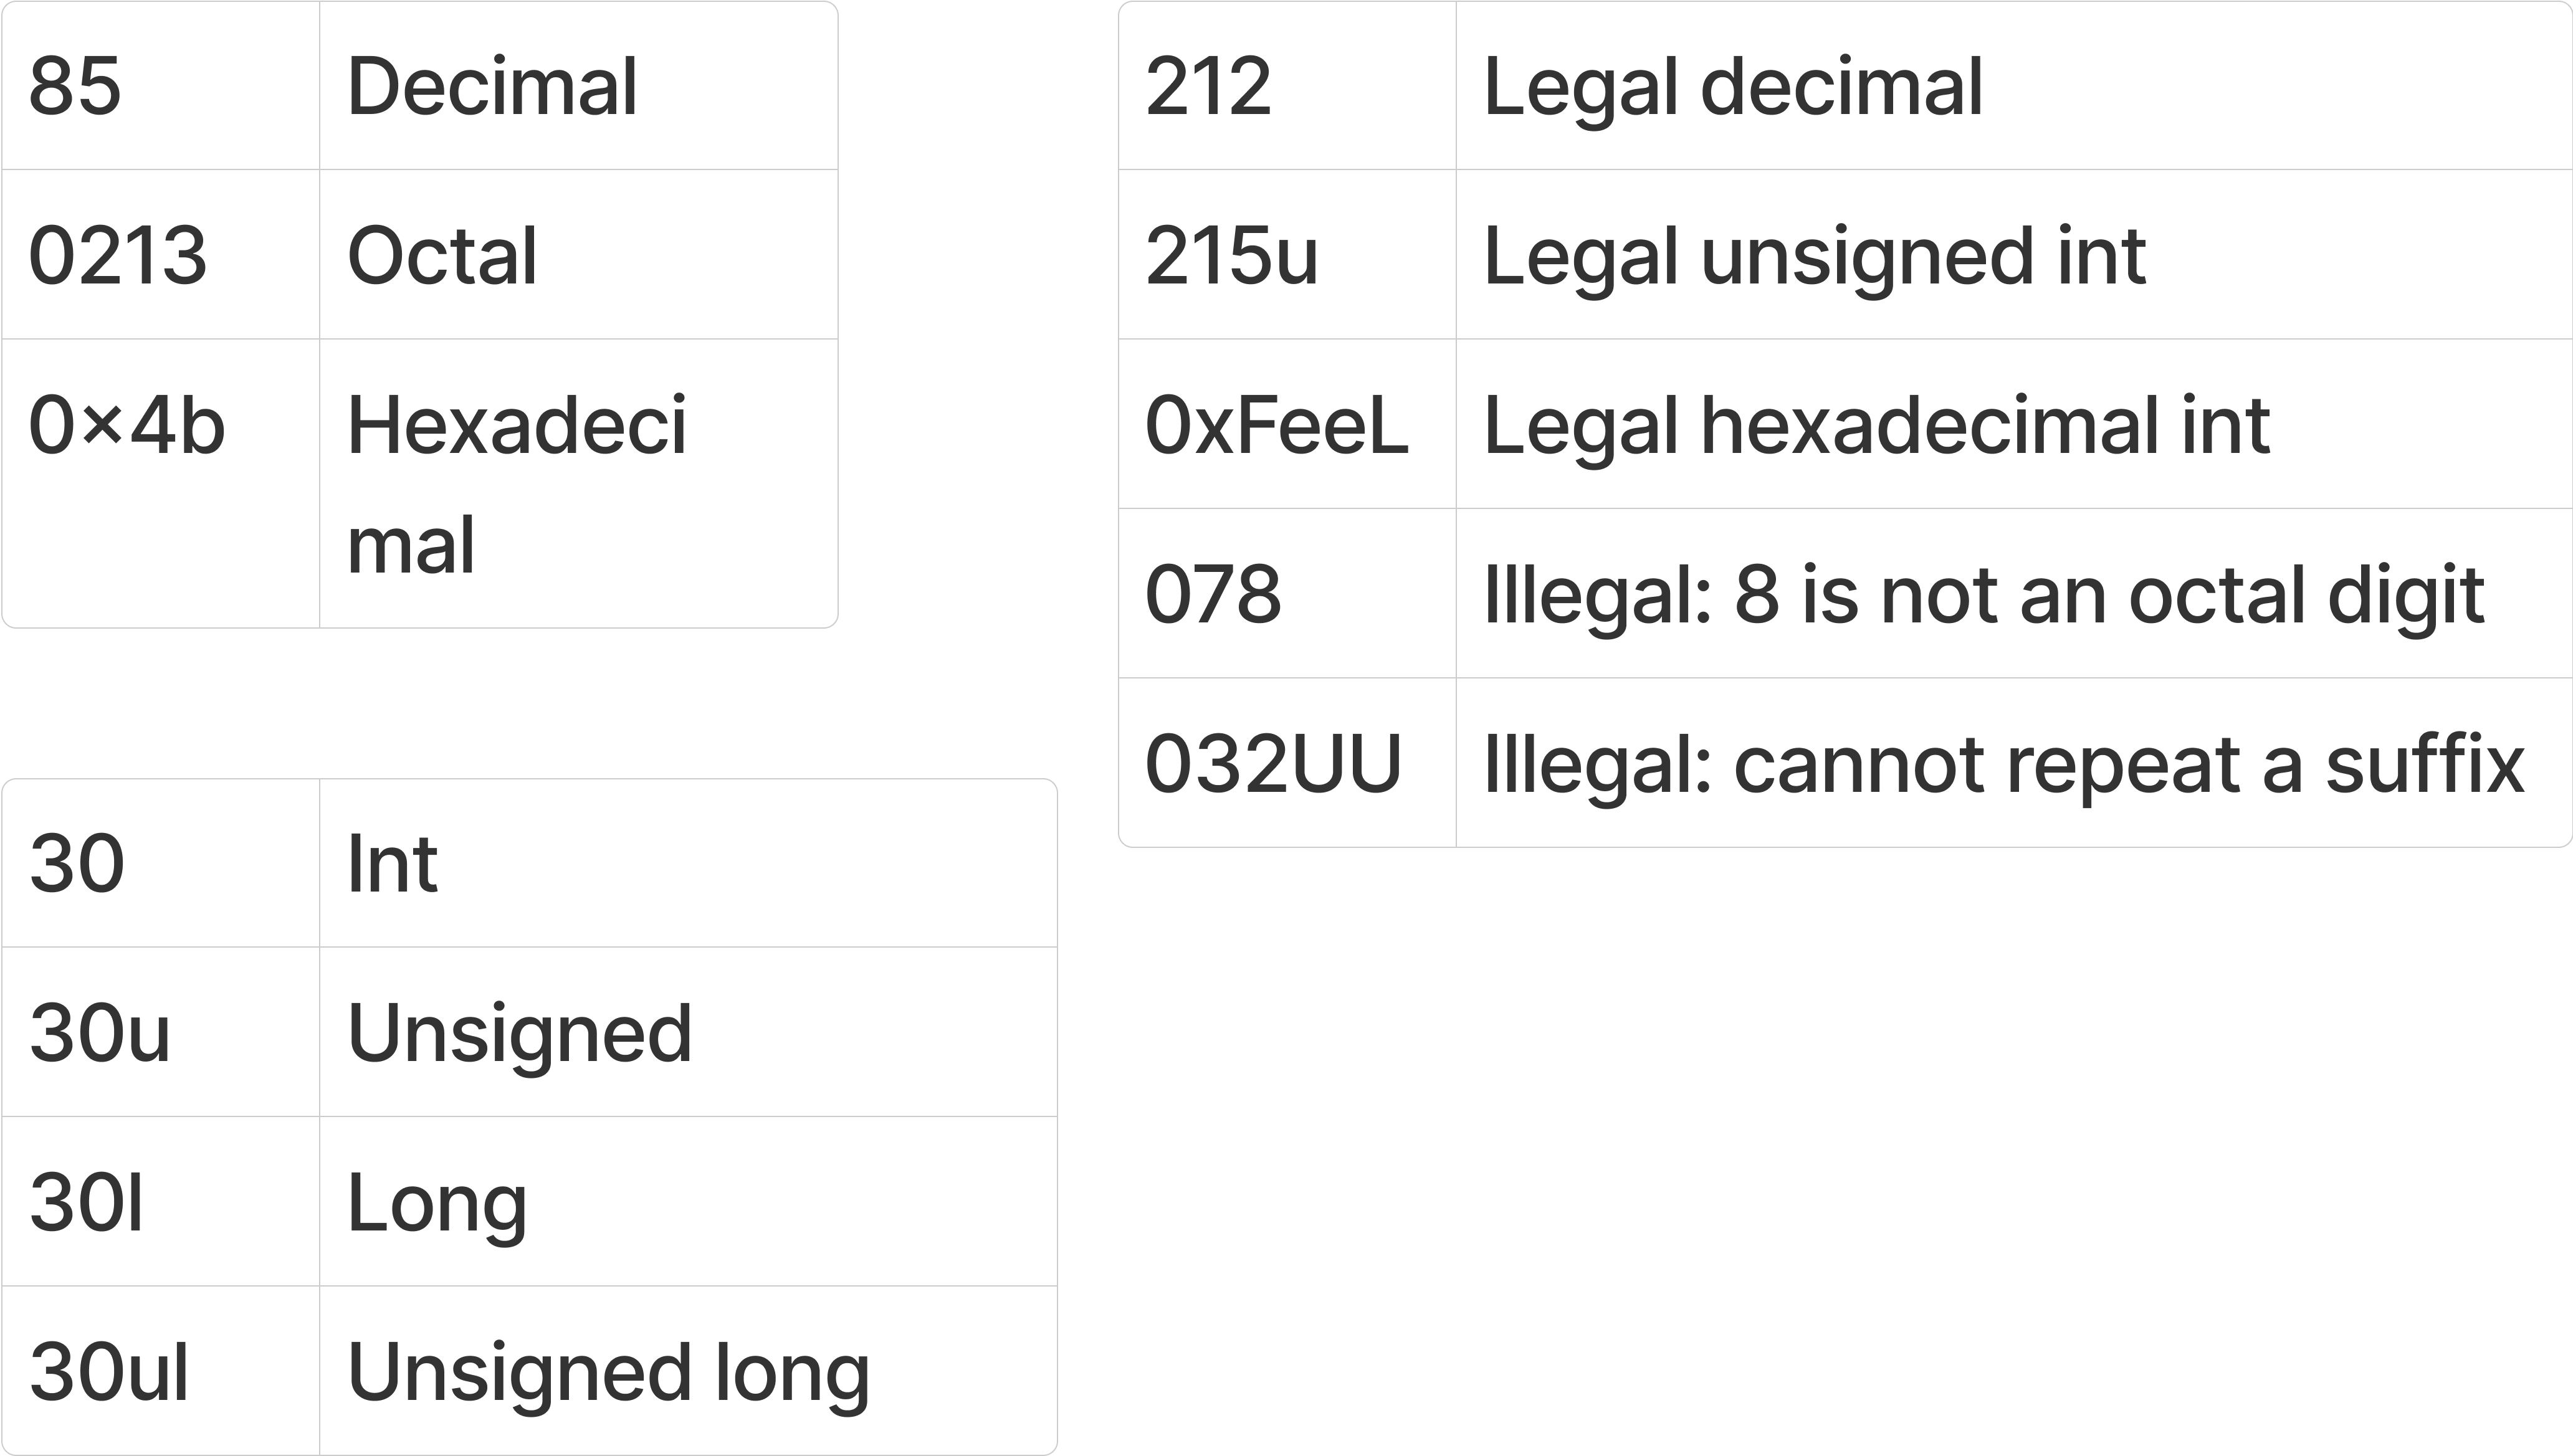 85 Decimal
0213 Octal
0×4b Hexadeci
mal
30 Int
30u Unsigned
30l Long
30ul Unsigned long
212 Legal decimal
215u Legal unsigned int
0xFeeL Legal hexadecimal int
078 Illegal: 8 is not an octal digit
032UU Illegal: cannot repeat a suffix